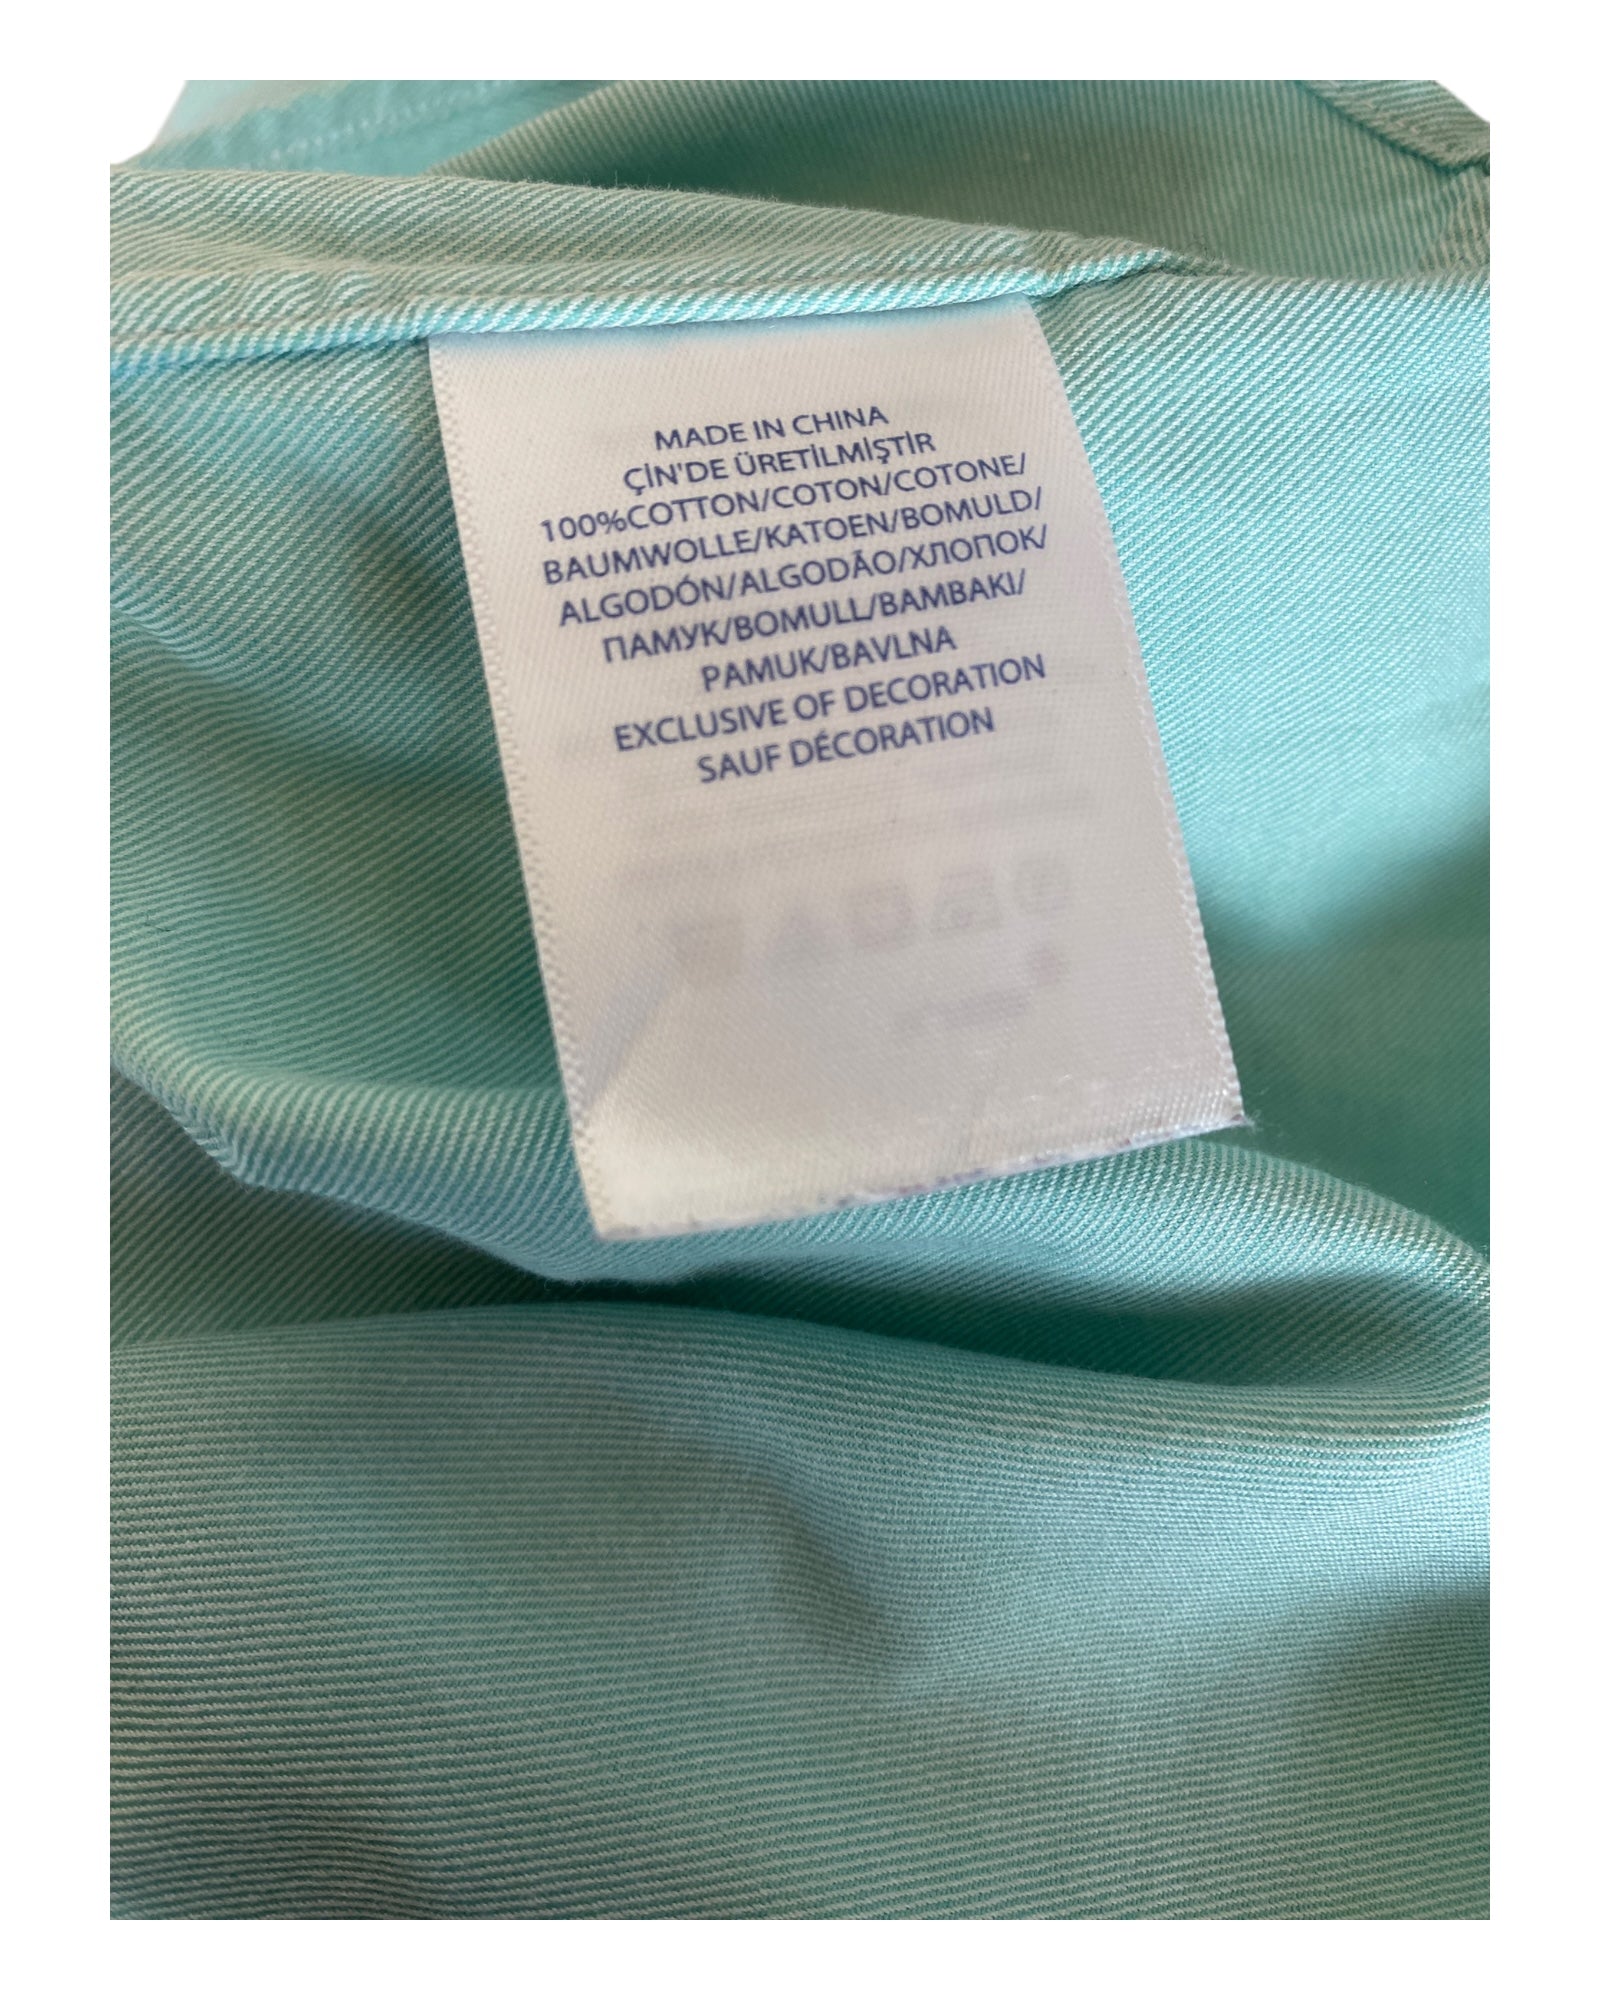 MADE IN CHINA
ÇİN'DE ÜRETİLMİŞTİR
100%COTTON/COTON/COTONE/
BAUMWOLLE/KATOEN/BOMULD/
ALGODÓN/ALGODÃO/ХЛОПОК/
ПАМУК/BOMULL/BAMBAKI/
PAMUK/BAVLNA
EXCLUSIVE OF DECORATION
SAUF DÉCORATION